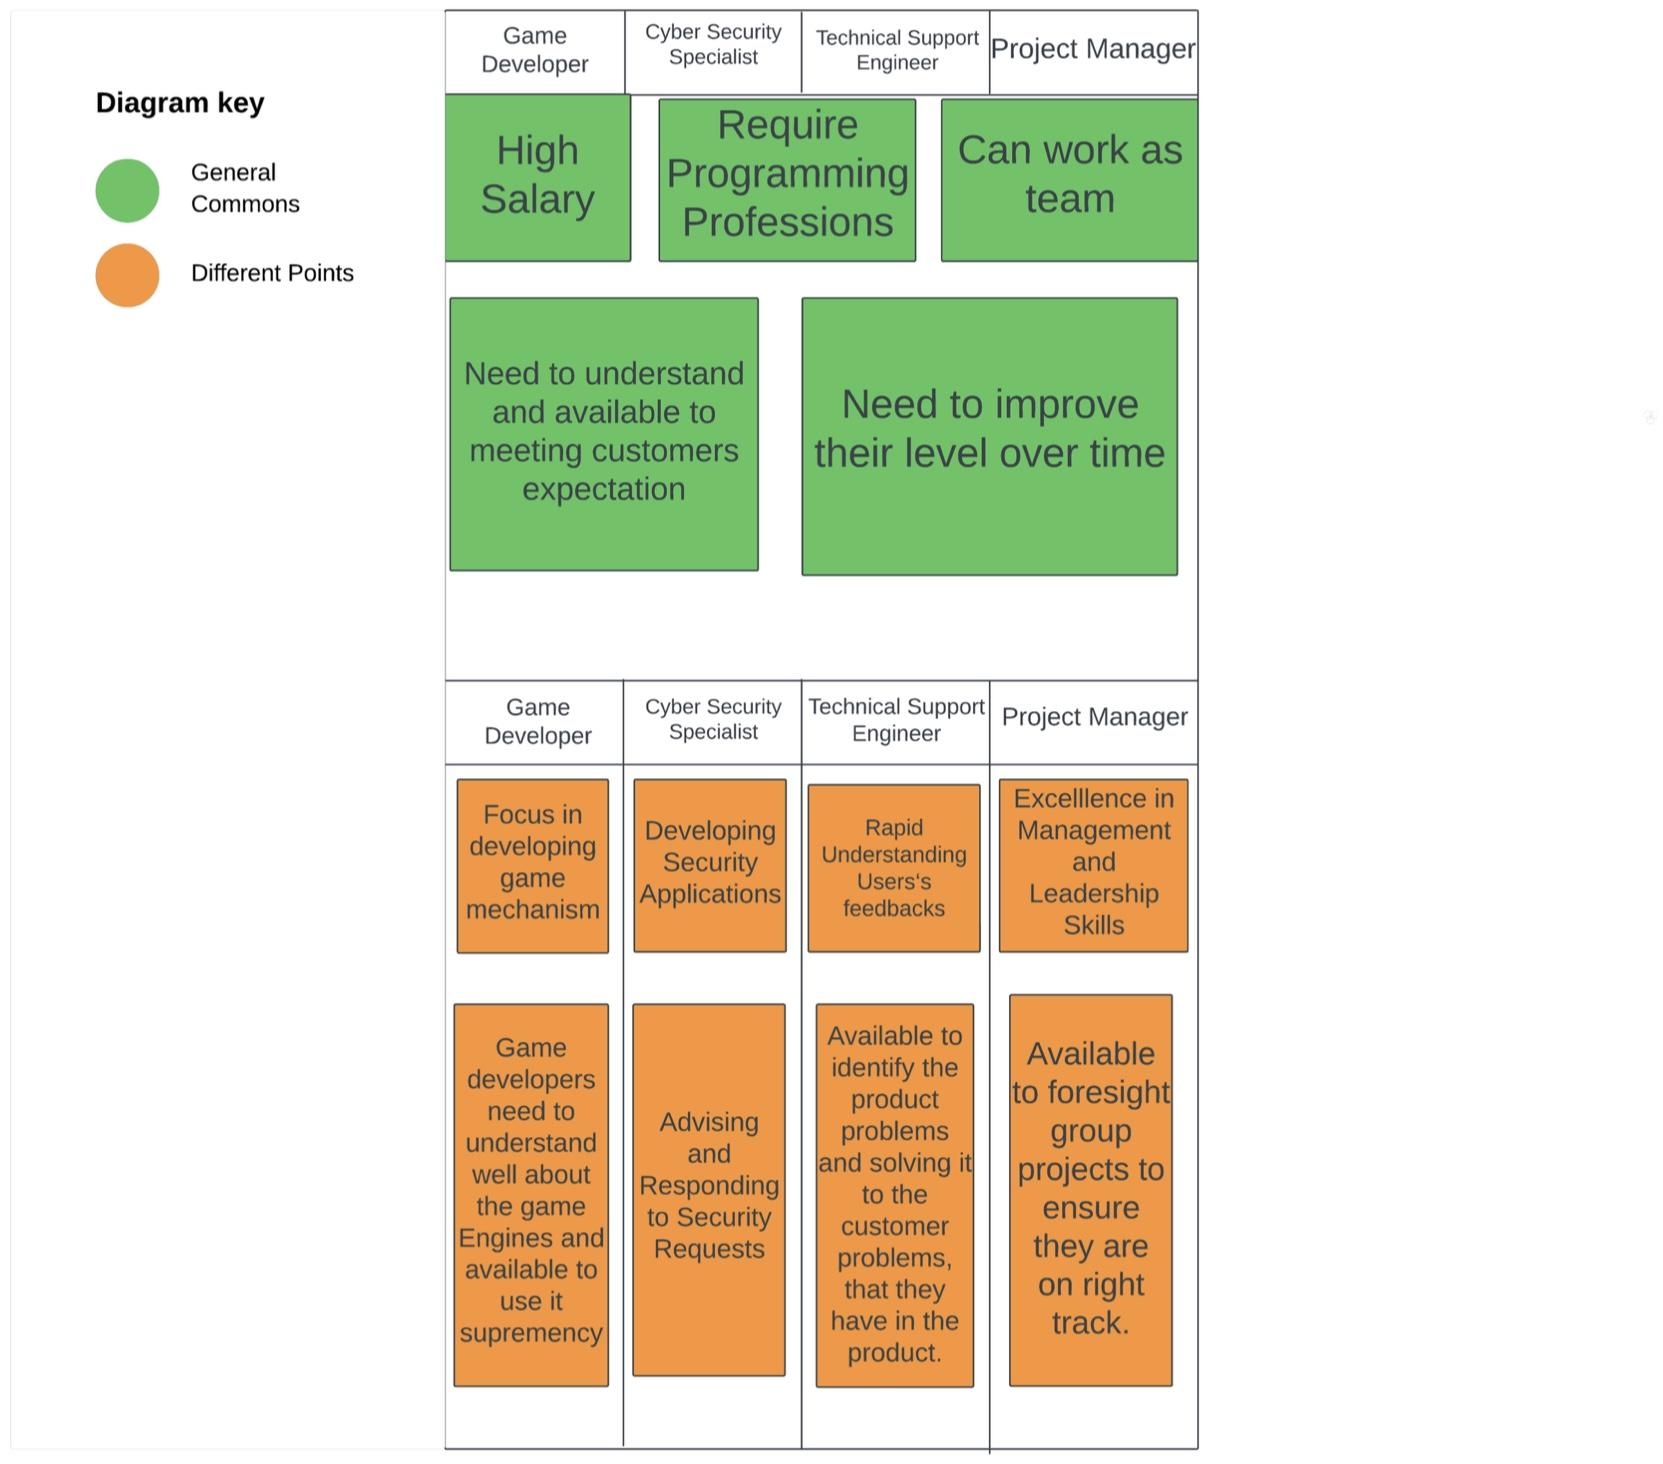 Diagram key
General
Commons
Different Points
Game
Developer
Cyber Security
Specialist
Technical Support
Engineer
Project Manager
High
Salary
Require
Programming
Professions
Can work as
team
Need to understand
and available to
meeting customers
expectation
Need to improve
their level over time
Game
Developer
Cyber Security
Specialist
Technical Support
Engineer
Project Manager
Focus in
developing
game
mechanism
Developing
Security
Applications
Rapid
Understanding
Users‘s
feedbacks
Excelllence in
Management
and
Leadership
Skills
Game
developers
need to
understand
well about
the game
Engines and
available to
use it
supremency
Advising
and
Responding
to Security
Requests
Available to
identify the
product
problems
and solving it
to the
customer
problems,
that they
have in the
product.
Available
to foresight
group
projects to
ensure
they are
on right
track.